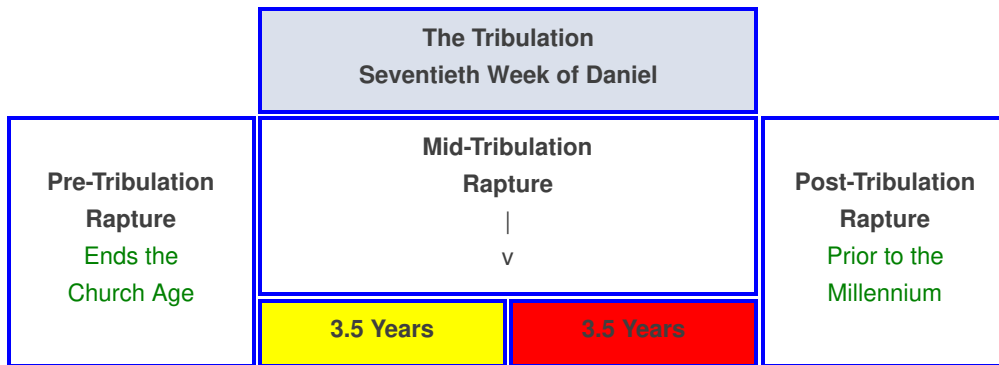 The Tribulation
Seventieth Week of Daniel
Pre-Tribulation
Rapture
Ends the
Church Age
Mid-Tribulation
Rapture
|
v
3.5 Years
3.5 Years
Post-Tribulation
Rapture
Prior to the
Millennium